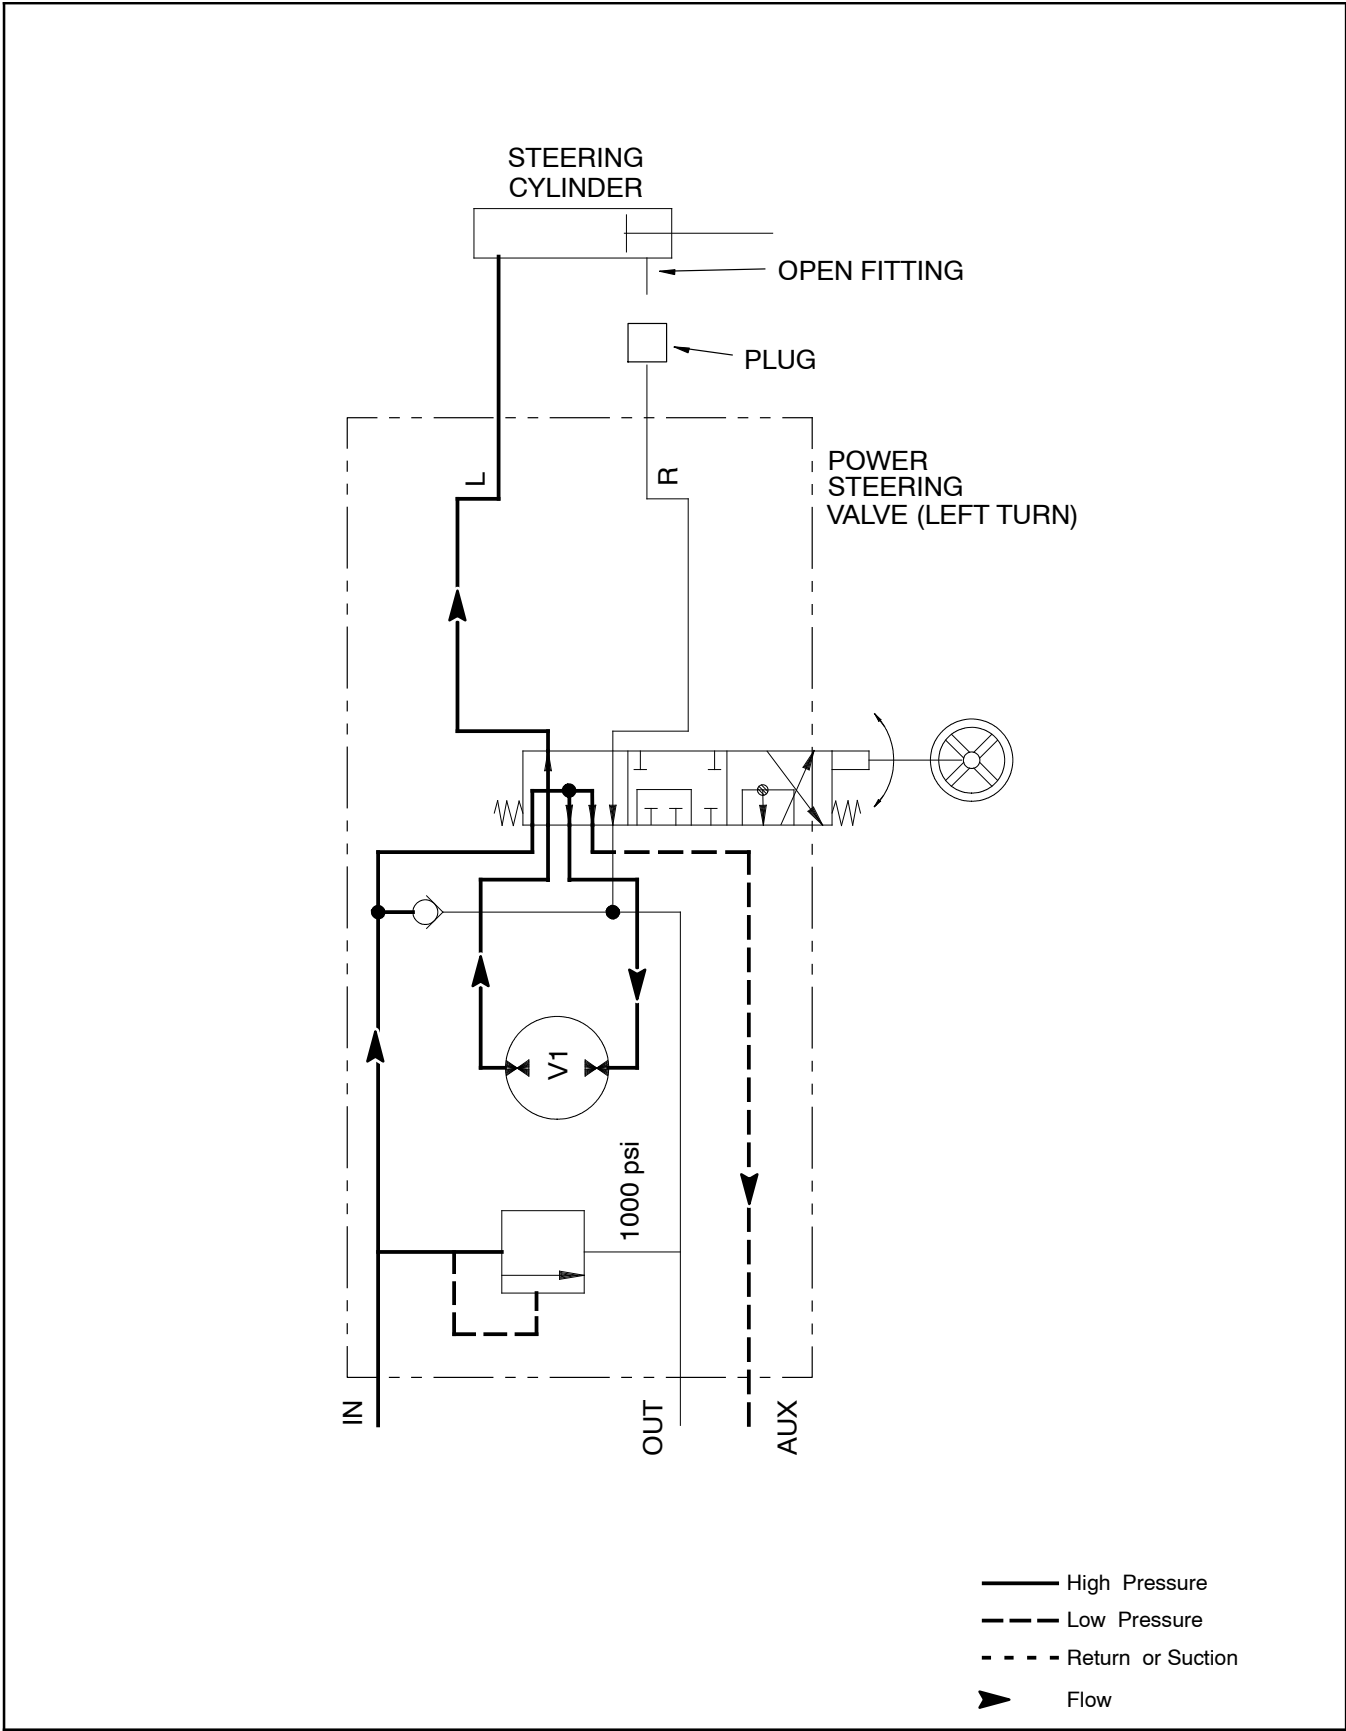 STEERING
CYLINDER
OPEN FITTING
PLUG
POWER
STEERING
VALVE (LEFT TURN)
L
R
V1
1000 psi
IN
OUT
AUX
High Pressure
Low Pressure
Return or Suction
Flow